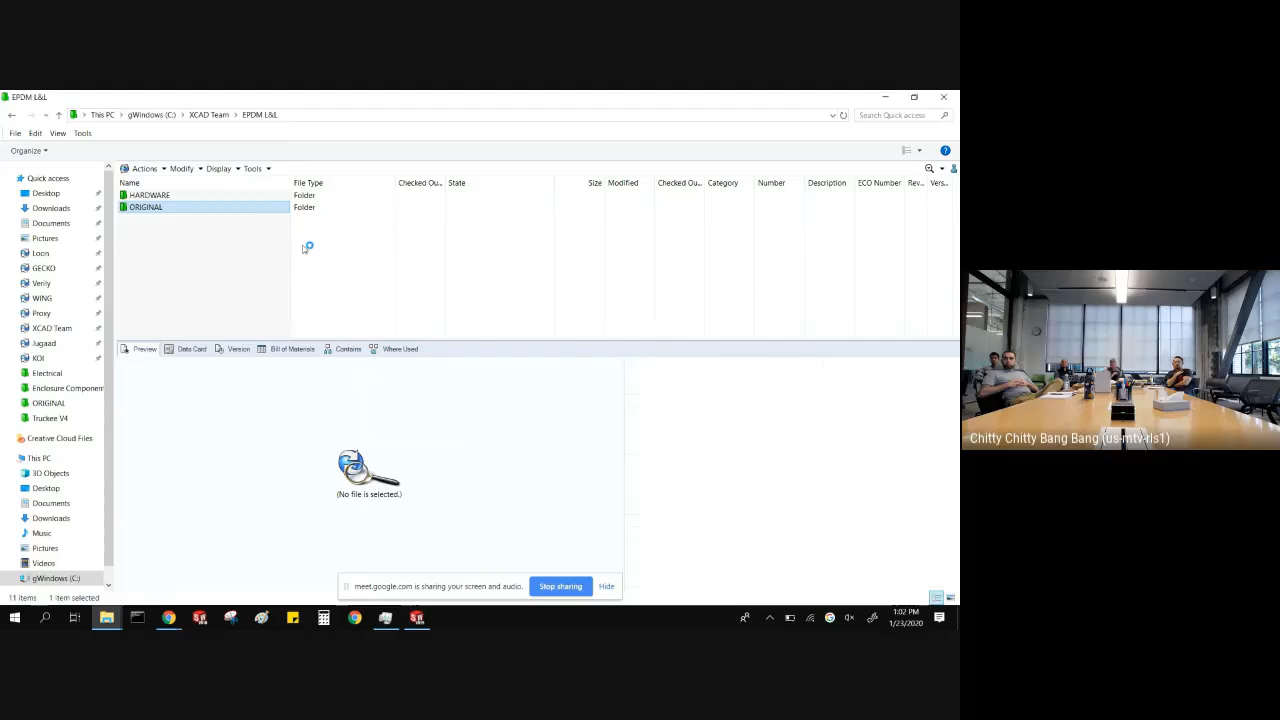 EPDM L&L
This PC > gWindows (C:) > XCAD Team > EPDM L&L
Search Quick access
File Edit View Tools
Organize
Actions Modify Display Tools
Name File Type Checked Ou... State Size Modified Checked Ou... Category Number Description ECO Number Rev... Vers...
HARDWARE Folder
ORIGINAL Folder
Quick access
Desktop
Downloads
Documents
Pictures
Loon
GECKO
Verily
WING
Proxy
XCAD Team
Jugaad
KOI
Electrical
Enclosure Component
ORIGINAL
Truckee V4
Creative Cloud Files
This PC
3D Objects
Desktop
Documents
Downloads
Music
Pictures
Videos
gWindows (C:)
Preview Data Card Version Bill of Materials Contains Where Used
(No file is selected.)
meet.google.com is sharing your screen and audio. Stop sharing Hide
11 items 1 item selected
1:02 PM
1/23/2020
Chitty Chitty Bang Bang (us-mtv-rls1)